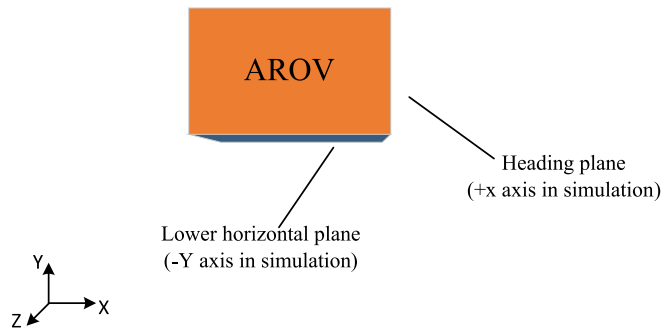 AROV
Heading plane
(+x axis in simulation)
Lower horizontal plane
(-Y axis in simulation)
Y
X
Z